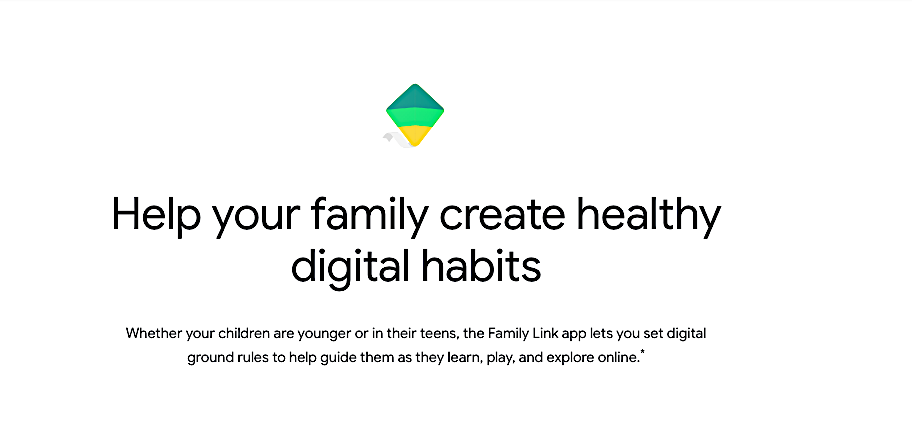 Help your family create healthy
digital habits
Whether your children are younger or in their teens, the Family Link app lets you set digital
ground rules to help guide them as they learn, play, and explore online.*